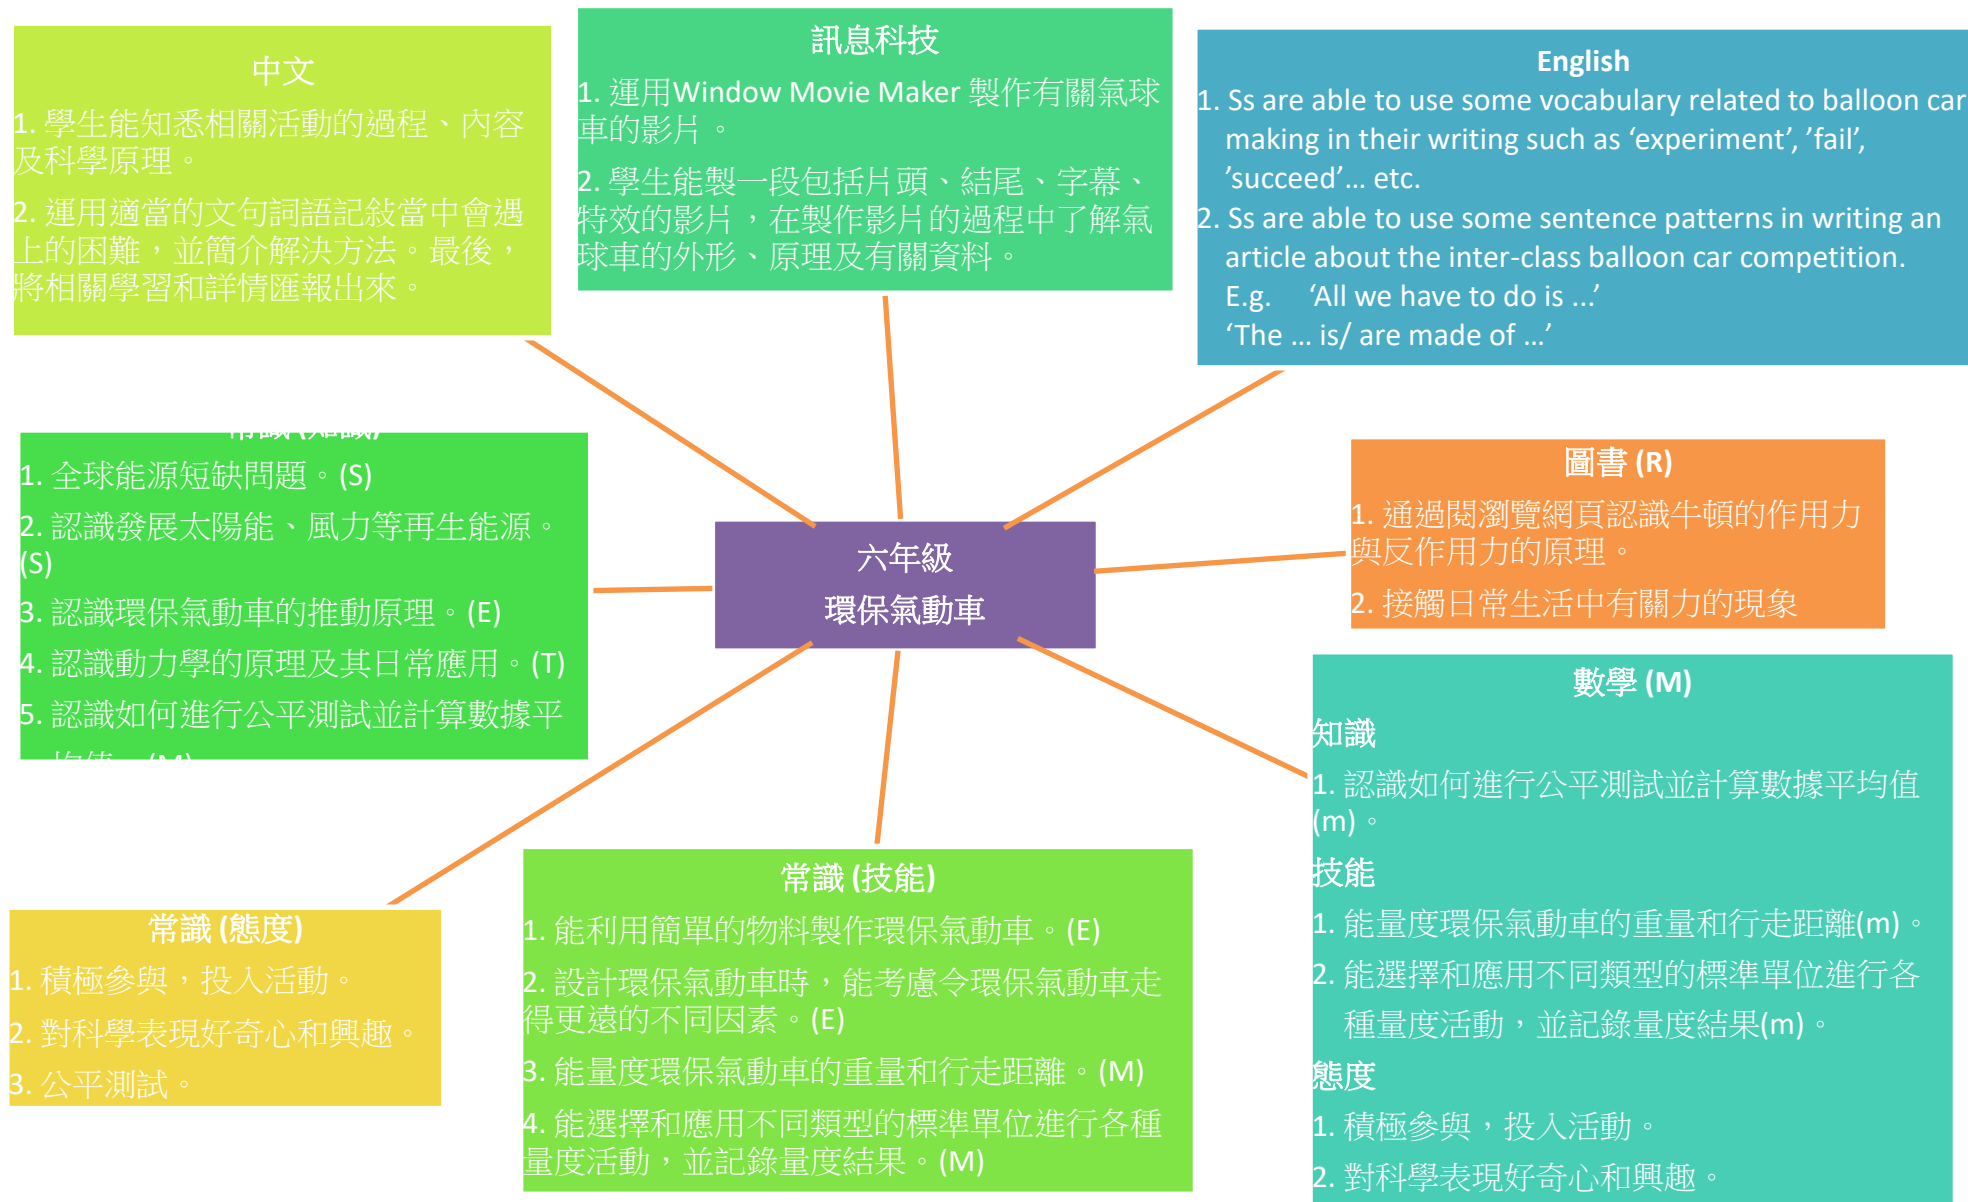 中文
1. 學生能知悉相關活動的過程、內容
及科學原理。
2. 運用適當的文句詞語記敍當中會遇
上的困難，並簡介解決方法。最後，
將相關學習和詳情匯報出來。
訊息科技
1. 運用Window Movie Maker 製作有關氣球
車的影片。
2. 學生能製一段包括片頭、結尾、字幕、
特效的影片，在製作影片的過程中了解氣
球車的外形、原理及有關資料。
English
1. Ss are able to use some vocabulary related to balloon car
making in their writing such as ‘experiment’, ’fail’,
’succeed’… etc.
2. Ss are able to use some sentence patterns in writing an
article about the inter-class balloon car competition.
E.g. ‘All we have to do is ...’
‘The … is/ are made of …’
常識 (知識)
1. 全球能源短缺問題。(S)
2. 認識發展太陽能、風力等再生能源。
(S)
3. 認識環保氣動車的推動原理。(E)
4. 認識動力學的原理及其日常應用。(T)
5. 認識如何進行公平測試並計算數據平
均值。(M)
六年級
環保氣動車
圖書 (R)
1. 通過閱瀏覽網頁認識牛頓的作用力
與反作用力的原理。
2. 接觸日常生活中有關力的現象
常識 (態度)
1. 積極參與，投入活動。
2. 對科學表現好奇心和興趣。
3. 公平測試。
常識 (技能)
1. 能利用簡單的物料製作環保氣動車。(E)
2. 設計環保氣動車時，能考慮令環保氣動車走
得更遠的不同因素。(E)
3. 能量度環保氣動車的重量和行走距離。(M)
4. 能選擇和應用不同類型的標準單位進行各種
量度活動，並記錄量度結果。(M)
數學 (M)
知識
1. 認識如何進行公平測試並計算數據平均值
(m)。
技能
1. 能量度環保氣動車的重量和行走距離(m)。
2. 能選擇和應用不同類型的標準單位進行各
種量度活動，並記錄量度結果(m)。
態度
1. 積極參與，投入活動。
2. 對科學表現好奇心和興趣。